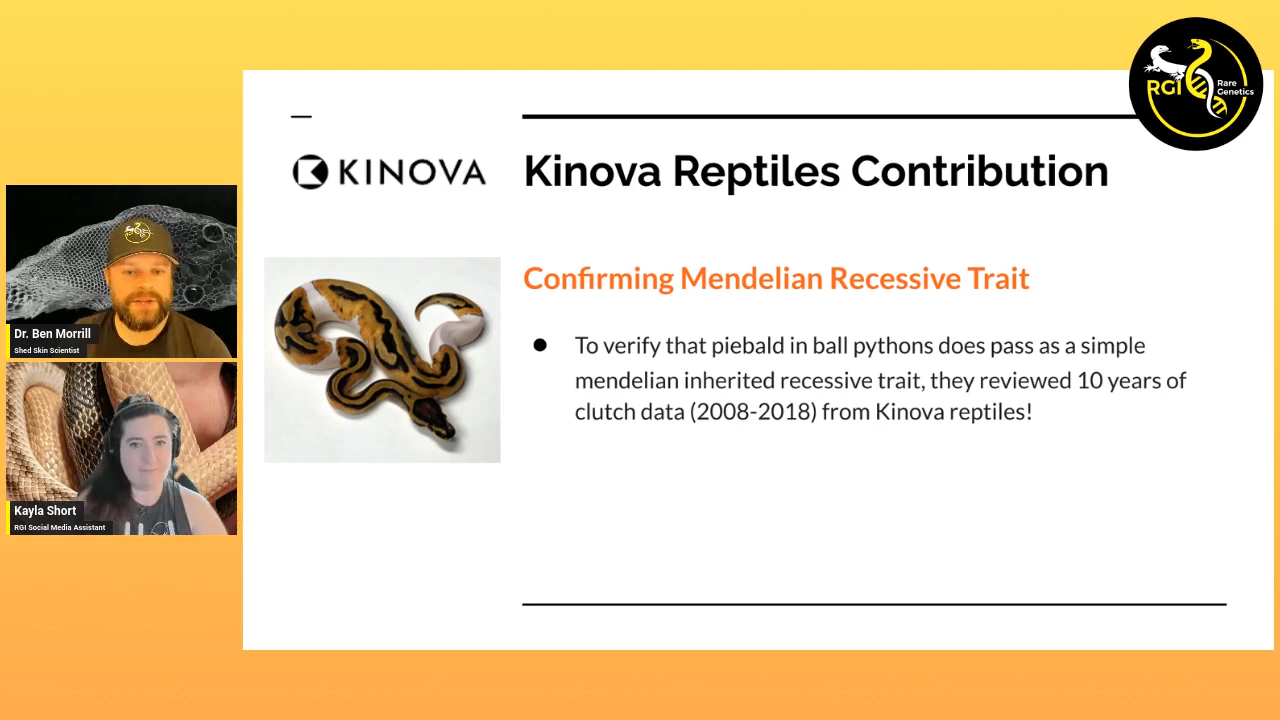 RGI
Rare
Genetics
KINOVA
Kinova Reptiles Contribution
Confirming Mendelian Recessive Trait
● To verify that piebald in ball pythons does pass as a simple
mendelian inherited recessive trait, they reviewed 10 years of
clutch data (2008-2018) from Kinova reptiles!
Dr. Ben Morrill
Shed Skin Scientist
Kayla Short
RGI Social Media Assistant